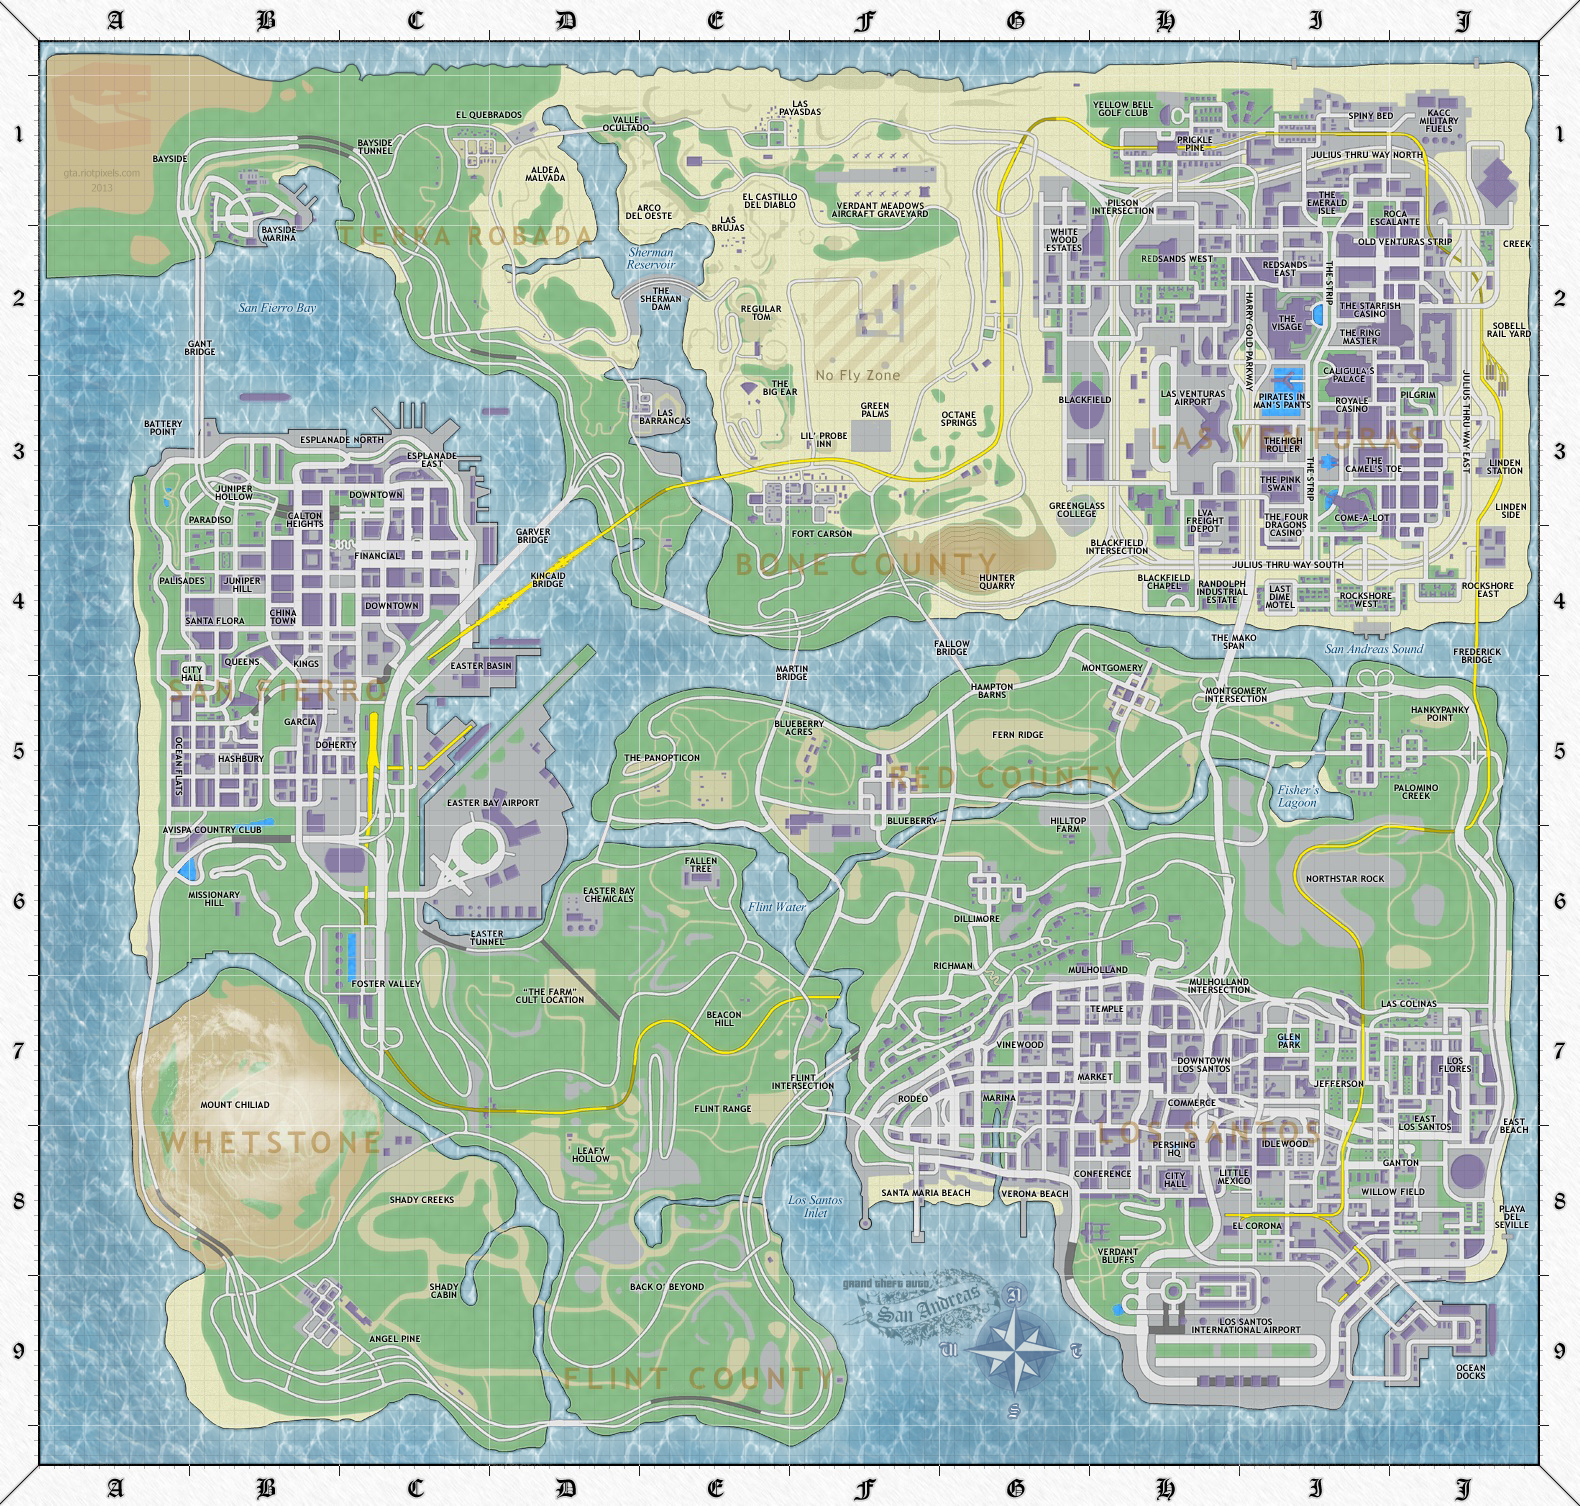 A B C D E F G H I J
1
EL QUEBRADOS
VALLE
OCULTADO
LAS
PAYASDAS
YELLOW BELL
GOLF CLUB
SPINY BED
KACC
MILITARY
FUELS
BAYSIDE
BAYSIDE
TUNNEL
PRICKLE
PINE
JULIUS THRU WAY NORTH
1
gta.riotpixels.com
2013
ALDEA
MALVADA
ARCO
DEL OESTE
EL CASTILLO
DEL DIABLO
LAS
BRUJAS
VERDANT MEADOWS
AIRCRAFT GRAVEYARD
PILSON
INTERSECTION
THE
EMERALD
ISLE
ROCA
ESCALANTE
BAYSIDE
MARINA
TIERRA ROBADA
WHITE
WOOD
ESTATES
OLD VENTURAS STRIP
CREEK
Sherman
Reservoir
REDSANDS WEST
REDSANDS
EAST
THE STRIP
2
San Fierro Bay
THE
SHERMAN
DAM
REGULAR
TOM
HARRY GOLD PARKWAY
THE
VISAGE
THE STARFISH
CASINO
THE RING
MASTER
SOBELL
RAIL YARD
2
GANT
BRIDGE
No Fly Zone
CALIGULA'S
PALACE
THE
BIG EAR
BATTERY
POINT
LAS
BARRANCAS
GREEN
PALMS
OCTANE
SPRINGS
BLACKFIELD
LAS VENTURAS
AIRPORT
PIRATES IN
MAN'S PANTS
ROYALE
CASINO
PILGRIM
JULIUS THRU WAY EAST
3
ESPLANADE NORTH
ESPLANADE
EAST
LIL' PROBE
INN
LAS VENTURAS
THE HIGH
ROLLER
THE
CAMEL'S TOE
LINDEN
STATION
3
JUNIPER
HOLLOW
DOWNTOWN
THE PINK
SWAN
THE STRIP
PARADISO
CALTON
HEIGHTS
GARVER
BRIDGE
FORT CARSON
GREENGLASS
COLLEGE
LVA
FREIGHT
DEPOT
THE FOUR
DRAGONS
CASINO
COME-A-LOT
LINDEN
SIDE
FINANCIAL
BONE COUNTY
BLACKFIELD
INTERSECTION
JULIUS THRU WAY SOUTH
PALISADES
JUNIPER
HILL
KINCAID
BRIDGE
HUNTER
QUARRY
BLACKFIELD
CHAPEL
RANDOLPH
INDUSTRIAL
ESTATE
LAST
DIME
MOTEL
ROCKSHORE
WEST
ROCKSHORE
EAST
4
SANTA FLORA
CHINA
TOWN
DOWNTOWN
4
CITY
HALL
QUEENS
KINGS
EASTER BASIN
MARTIN
BRIDGE
FALLOW
BRIDGE
THE MAKO
SPAN
San Andreas Sound
FREDERICK
BRIDGE
SAN FIERRO
HAMPTON
BARNS
MONTGOMERY
MONTGOMERY
INTERSECTION
HANKYPANKY
POINT
GARCIA
DOHERTY
BLUEBERRY
ACRES
FERN RIDGE
5
OCEAN FLATS
HASHBURY
THE PANOPTICON
RED COUNTY
5
EASTER BAY AIRPORT
Fisher's
Lagoon
PALOMINO
CREEK
AVISPA COUNTRY CLUB
BLUEBERRY
HILLTOP
FARM
FALLEN
TREE
NORTHSTAR ROCK
6
MISSIONARY
HILL
EASTER BAY
CHEMICALS
Flint Water
DILLIMORE
6
EASTER
TUNNEL
RICHMAN
MULHOLLAND
FOSTER VALLEY
"THE FARM"
CULT LOCATION
MULHOLLAND
INTERSECTION
BEACON
HILL
TEMPLE
LAS COLINAS
7
VINEWOOD
GLEN
PARK
7
FLINT
INTERSECTION
MARKET
DOWNTOWN
LOS SANTOS
JEFFERSON
LOS
FLORES
MOUNT CHILIAD
FLINT RANGE
RODEO
MARINA
COMMERCE
WHETSTONE
LOS SANTOS
EAST
LOS SANTOS
EAST
BEACH
LEAFY
HOLLOW
PERSHING
HQ
IDLEWOOD
GANTON
8
SHADY CREEKS
Los Santos
Inlet
SANTA MARIA BEACH
VERONA BEACH
CONFERENCE
CITY
HALL
LITTLE
MEXICO
WILLOW FIELD
8
EL CORONA
PLAYA
DEL
SEVILLE
VERDANT
BLUFFS
SHADY
CABIN
BACK O' BEYOND
grand theft auto
San Andreas
N
ANGEL PINE
LOS SANTOS
INTERNATIONAL AIRPORT
9
FLINT COUNTY
S
OCEAN
DOCKS
9
A B C D E F G H I J